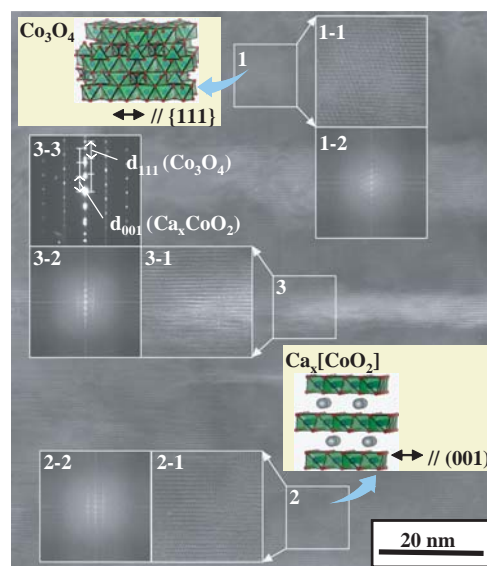 Co₃O₄
1
1-1
// {111}
1-2
3-3
d₁₁₁ (Co₃O₄)
d₀₀₁ (CaₓCoO₂)
3-2
3-1
3
Caₓ[CoO₂]
// (001)
2-2
2-1
2
20 nm